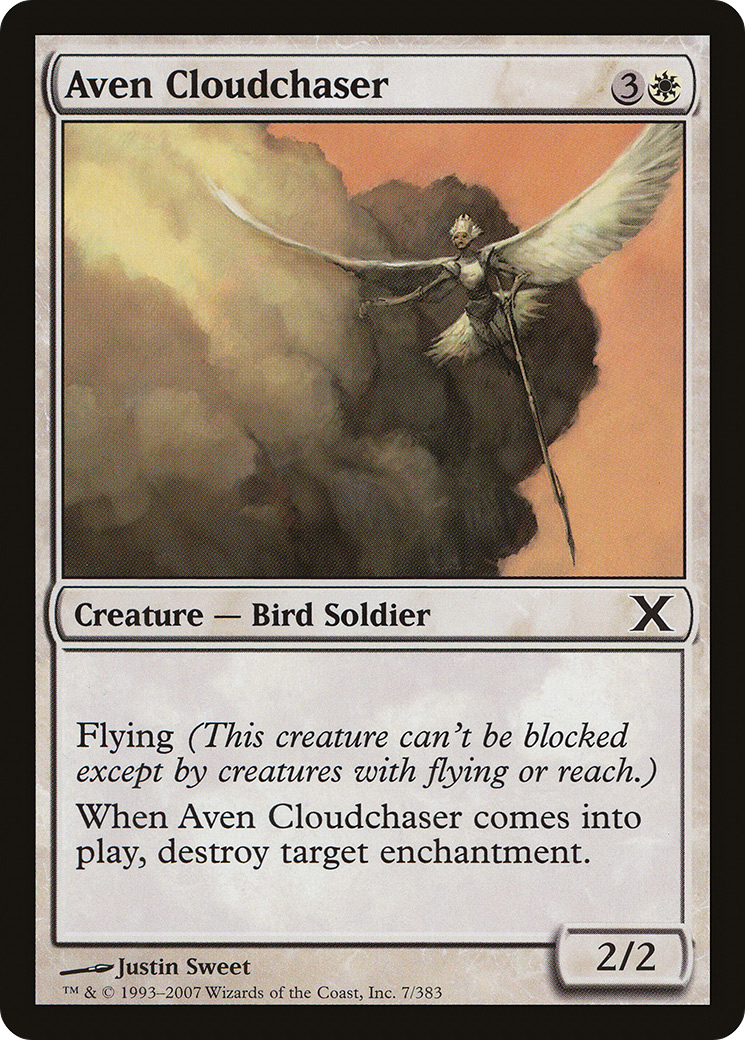 Aven Cloudchaser 3
Creature — Bird Soldier X
Flying (This creature can't be blocked
except by creatures with flying or reach.)
When Aven Cloudchaser comes into
play, destroy target enchantment.
2/2
Justin Sweet
™ & © 1993–2007 Wizards of the Coast, Inc. 7/383